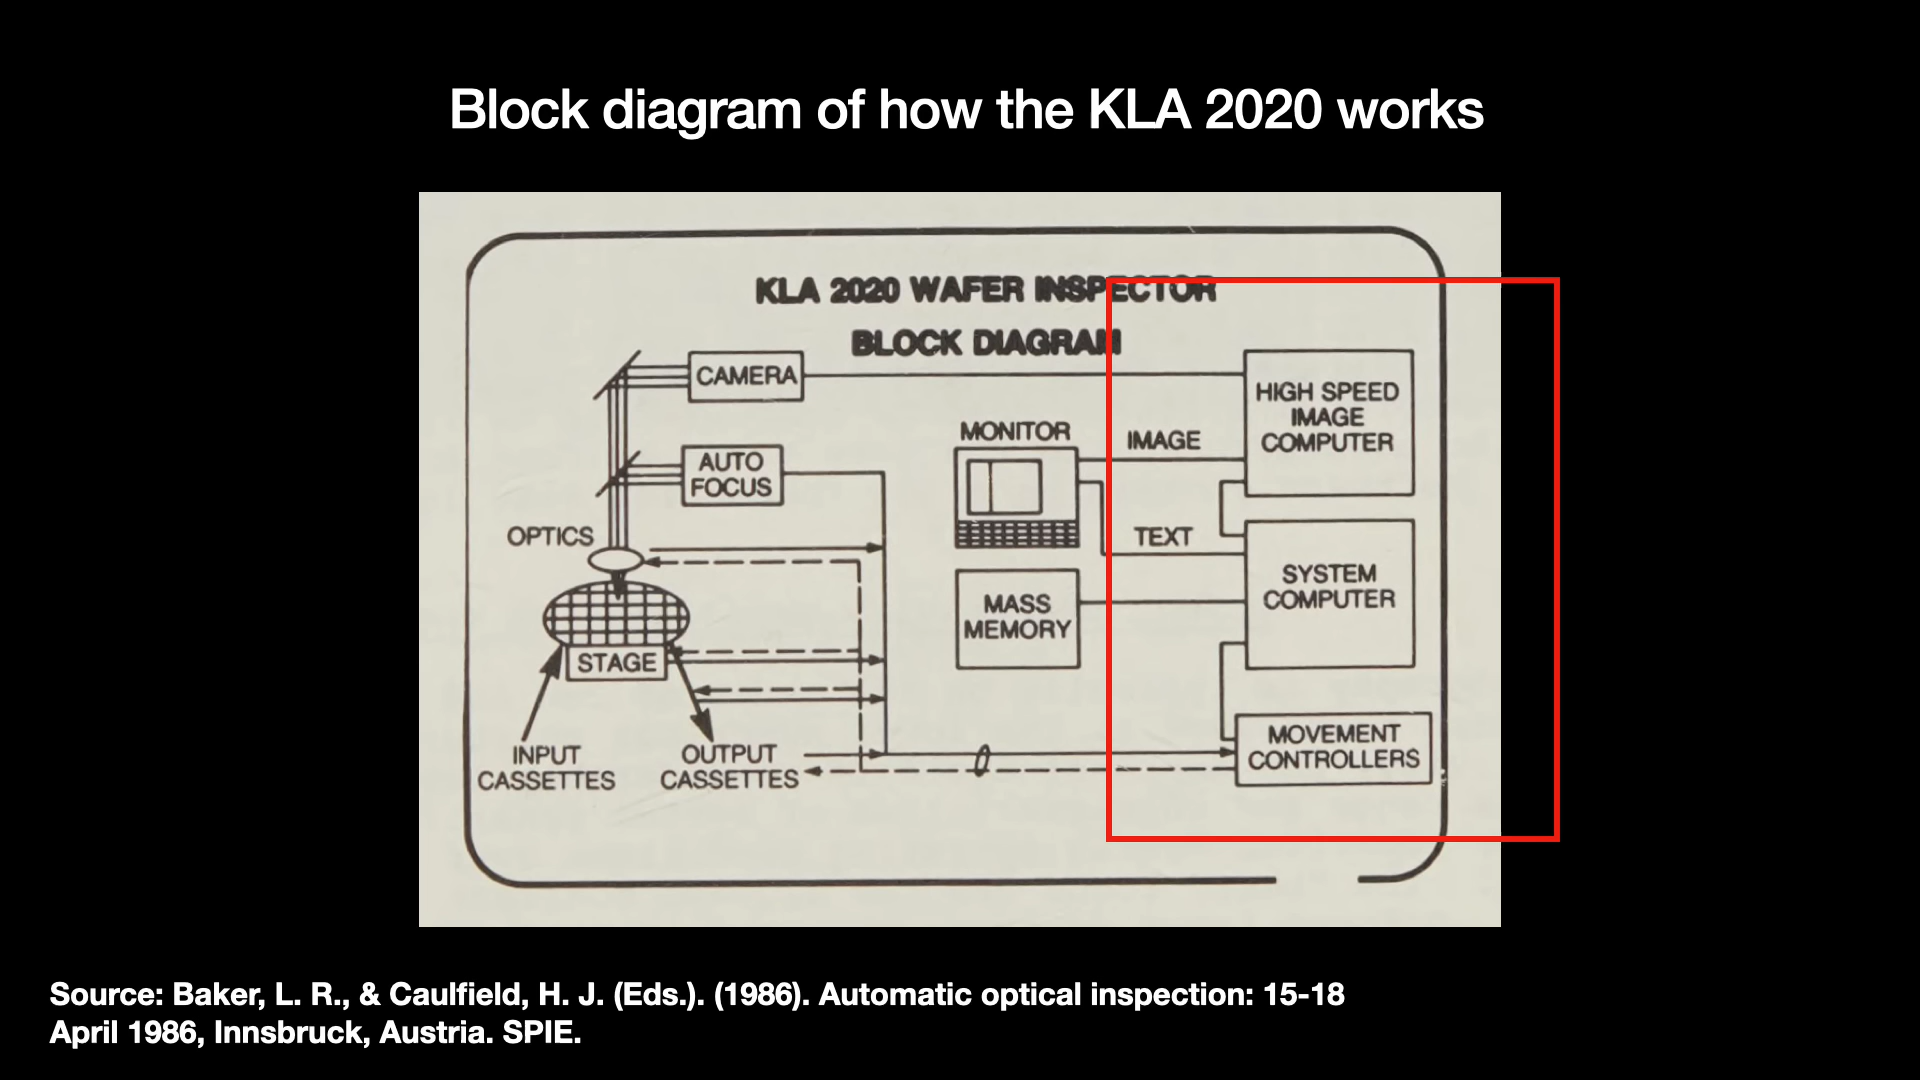 Block diagram of how the KLA 2020 works
KLA 2020 WAFER INSPECTOR
BLOCK DIAGRAM
CAMERA
HIGH SPEED
IMAGE
COMPUTER
MONITOR
IMAGE
AUTO
FOCUS
OPTICS
TEXT
SYSTEM
COMPUTER
MASS
MEMORY
STAGE
MOVEMENT
CONTROLLERS
INPUT
CASSETTES
OUTPUT
CASSETTES
Source: Baker, L. R., & Caulfield, H. J. (Eds.). (1986). Automatic optical inspection: 15-18
April 1986, Innsbruck, Austria. SPIE.